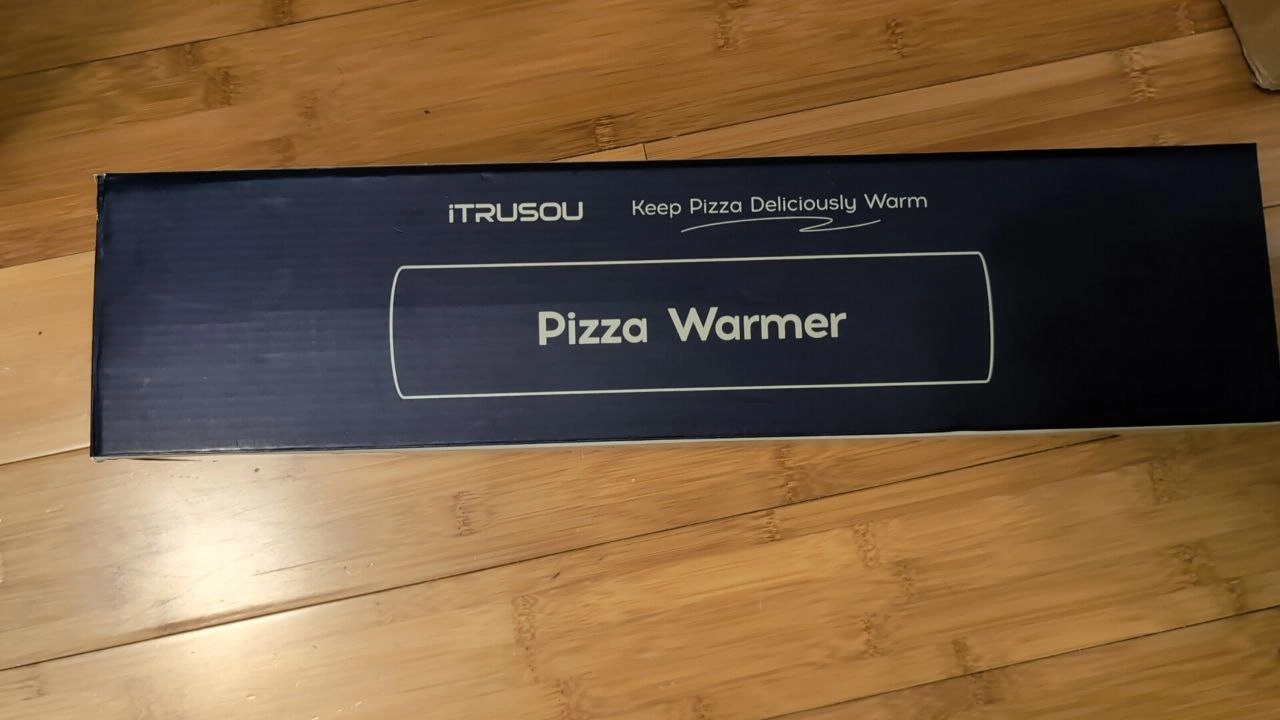 iTRUSOU Keep Pizza Deliciously Warm
Pizza Warmer